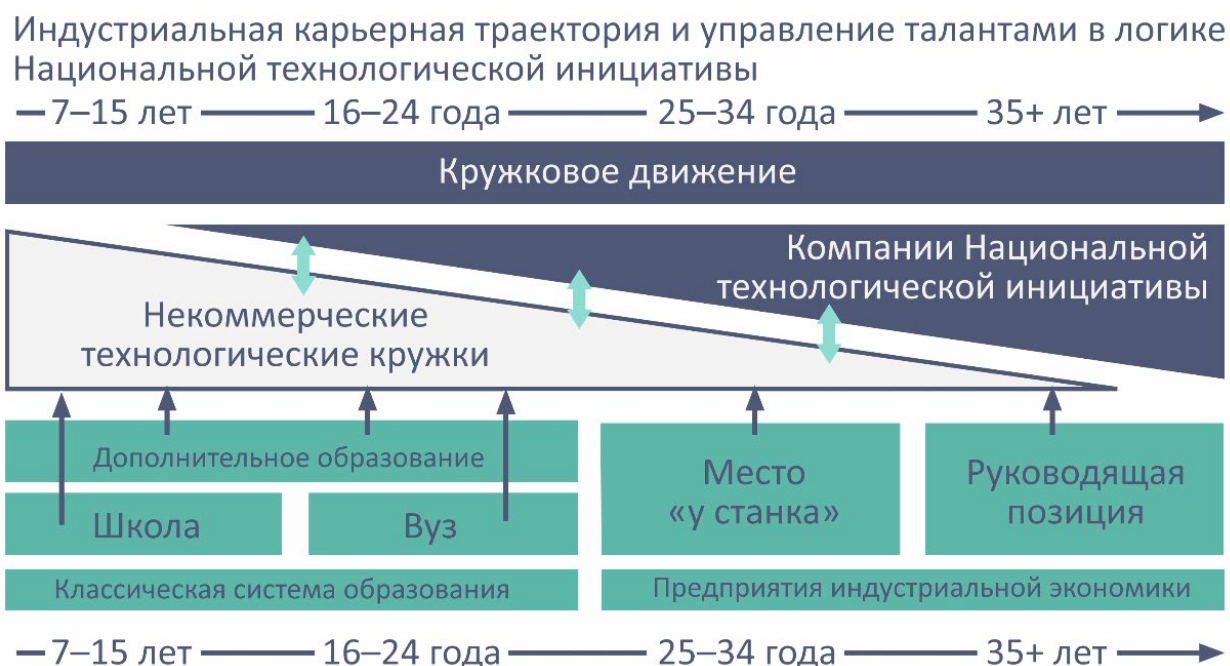 Индустриальная карьерная траектория и управление талантами в логике
Национальной технологической инициативы
7–15 лет 16–24 года 25–34 года 35+ лет
Кружковое движение
Компании Национальной
технологической инициативы
Некоммерческие
технологические кружки
Дополнительное образование
Школа
Вуз
Место
«у станка»
Руководящая
позиция
Классическая система образования
Предприятия индустриальной экономики
7–15 лет 16–24 года 25–34 года 35+ лет